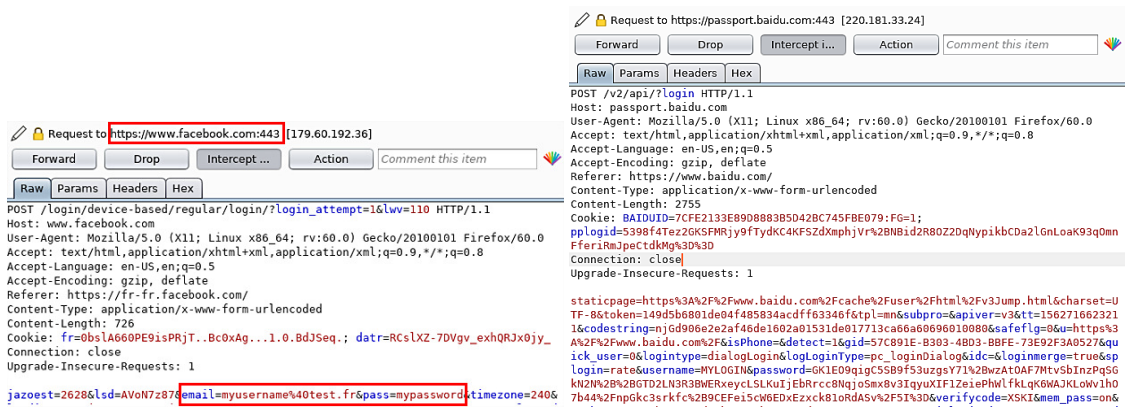 Request to https://www.facebook.com:443 [179.60.192.36]
Forward Drop Intercept ... Action Comment this item
Raw Params Headers Hex
POST /login/device-based/regular/login/?login_attempt=1&lwv=110 HTTP/1.1
Host: www.facebook.com
User-Agent: Mozilla/5.0 (X11; Linux x86_64; rv:60.0) Gecko/20100101 Firefox/60.0
Accept: text/html,application/xhtml+xml,application/xml;q=0.9,*/*;q=0.8
Accept-Language: en-US,en;q=0.5
Accept-Encoding: gzip, deflate
Referer: https://fr-fr.facebook.com/
Content-Type: application/x-www-form-urlencoded
Content-Length: 726
Cookie: fr=0bslA660PE9isPRjT..Bc0xAg...1.0.BdJSeq.; datr=RCslXZ-7DVgv_exhQRJx0jy_
Connection: close
Upgrade-Insecure-Requests: 1
jazoest=2628&lsd=AVoN7z87&email=myusername%40test.fr&pass=mypassword&timezone=240&
Request to https://passport.baidu.com:443 [220.181.33.24]
Forward Drop Intercept i... Action Comment this item
Raw Params Headers Hex
POST /v2/api/?login HTTP/1.1
Host: passport.baidu.com
User-Agent: Mozilla/5.0 (X11; Linux x86_64; rv:60.0) Gecko/20100101 Firefox/60.0
Accept: text/html,application/xhtml+xml,application/xml;q=0.9,*/*;q=0.8
Accept-Language: en-US,en;q=0.5
Accept-Encoding: gzip, deflate
Referer: https://www.baidu.com/
Content-Type: application/x-www-form-urlencoded
Content-Length: 2755
Cookie: BAIDUID=7CFE2133E89D8883B5D42BC745FBE079:FG=1;
pplogid=5398f4Tez2GKSFMRjy9fTydKC4KFSZdXmphjVr%2BNBid2R8OZ2DqNypikbCDa2lGnLoaK93qOmn
FferiRmJpeCtdkMg%3D%3D
Connection: close
Upgrade-Insecure-Requests: 1
staticpage=https%3A%2F%2Fwww.baidu.com%2Fcache%2Fuser%2Fhtml%2Fv3Jump.html&charset=U
TF-8&token=149d5b6801de04f485834acdff63346f&tpl=mn&subpro=&apiver=v3&tt=156271662321
1&codestring=njGd906e2e2af46de1602a01531de017713ca66a60696010080&safeflg=0&u=https%3
A%2F%2Fwww.baidu.com%2F&isPhone=&detect=1&gid=57C891E-B303-4BD3-BBFE-73E92F3A0527&qu
ick_user=0&logintype=dialogLogin&logLoginType=pc_loginDialog&idc=&loginmerge=true&sp
login=rate&username=MYLOGIN&password=GK1EO9qigC5SB9f53uzgsY71%2BwzAtOAF7MtvSbInzPqSG
kN2N%2B%2BGTD2LN3R3BWERxeycLSLKuIjEbRrcc8NqjoSmx8v3IqyuXIF1ZeiePhWlfkLqK6WAJKLoWv1hO
7b44%2FnpGkc3srkfc%2B9CEFei5cW6EDxEzxck81oRdASv%2F5I%3D&verifycode=XSKI&mem_pass=on&